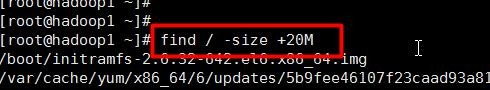 [root@hadoop1 ~]#
[root@hadoop1 ~]#
[root@hadoop1 ~]# find / -size +20M
/boot/initramfs-2.6.32-642.el6.x86_64.img
/var/cache/yum/x86_64/6/updates/5b9fee46107f23caad93a81